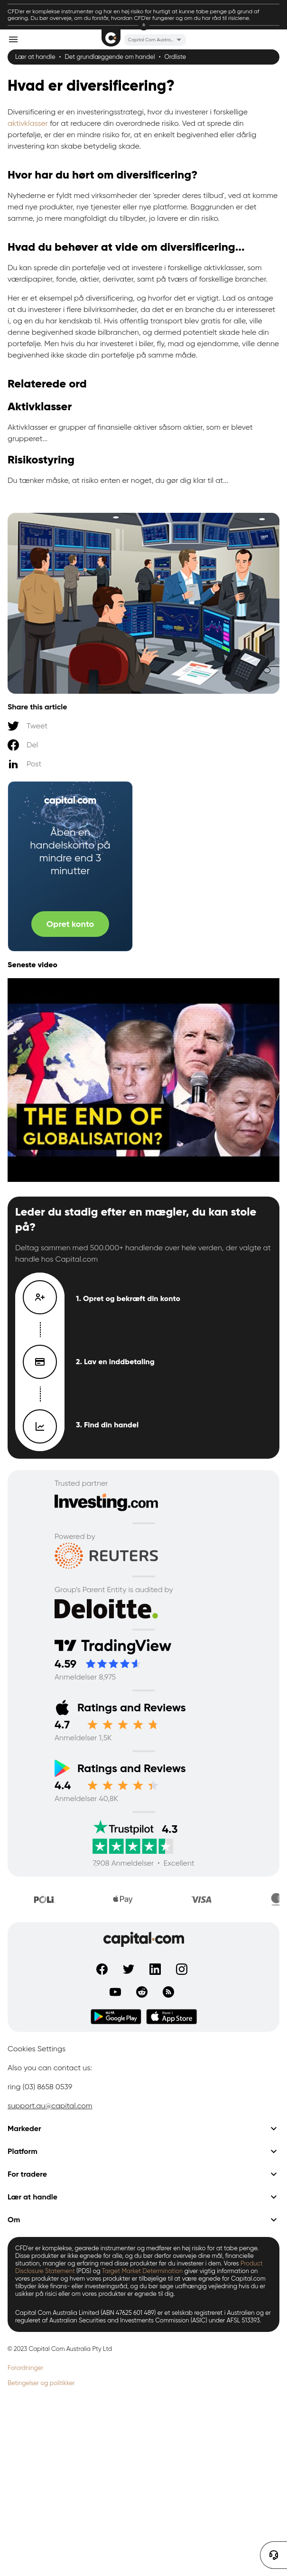 CFD'er er komplekse instrumenter og har en høj risiko for hurtigt at kunne tabe penge på grund af
gearing. Du bør overveje, om du forstår, hvordan CFD'er fungerer og om du har råd til risiciene.
Capital Com Austra...
Lær at handle • Det grundlæggende om handel • Ordliste
Hvad er diversificering?
Diversificering er en investeringsstrategi, hvor du investerer i forskellige
aktivklasser for at reducere din overordnede risiko. Ved at sprede din
portefølje, er der en mindre risiko for, at en enkelt begivenhed eller dårlig
investering kan skabe betydelig skade.
Hvor har du hørt om diversificering?
Nyhederne er fyldt med virksomheder der 'spreder deres tilbud', ved at komme
med nye produkter, nye tjenester eller nye platforme. Baggrunden er det
samme, jo mere mangfoldigt du tilbyder, jo lavere er din risiko.
Hvad du behøver at vide om diversificering...
Du kan sprede din portefølje ved at investere i forskellige aktivklasser, som
værdipapirer, fonde, aktier, derivater, samt på tværs af forskellige brancher.
Her er et eksempel på diversificering, og hvorfor det er vigtigt. Lad os antage
at du investerer i de fleste bilvirksomheder, det er hvad du er interesseret
i, og en du har kendskab til. Hvis offentlig transport blev gratis for alle, ville
denne begivenhed skade bilbranchen, og dermed potentielt skade hele din
portefølje. Men hvis du har investeret i biler, fly, mad og ejendomme, ville denne
begivenhed ikke skade din portefølje på samme måde.
Relaterede ord
Aktivklasser
Aktivklasser er grupper af finansielle aktiver såsom aktier, som er blevet
grupperet...
Risikostyring
Du tænker måske, at risiko enten er noget, du gør dig klar til at...
Share this article
Tweet
Del
Post
capital.com
Åben en
handelskonto på
mindre end 3
minutter
Opret konto
Seneste video
THE END OF
GLOBALISATION?
Leder du stadig efter en mægler, du kan stole
på?
Deltag sammen med 500.000+ handlende over hele verden, der valgte at
handle hos Capital.com
1. Opret og bekræft din konto
2. Lav en inddbetaling
3. Find din handel
Trusted partner
Investing.com
Powered by
REUTERS
Group's Parent Entity is audited by
Deloitte.
TradingView
4.59
Anmeldelser 8,975
Ratings and Reviews
4.7
Anmeldelser 1,5K
Ratings and Reviews
4.4
Anmeldelser 40,8K
Trustpilot 4.3
7,908 Anmeldelser • Excellent
POLi
Pay
VISA
capital.com
Google Play
App Store
Cookies Settings
Also you can contact us:
ring (03) 8658 0539
support.au@capital.com
Markeder
Platform
For tradere
Lær at handle
Om
CFD'er er komplekse, gearede instrumenter og medfører en høj risiko for at tabe penge.
Disse produkter er ikke egnede for alle, og du bør derfor overveje dine mål, financielle
situation, mangler og erfaring med disse produkter før du investerer i dem. Vores Product
Disclosure Statement (PDS) og Target Market Determination giver vigtig information om
vores produkter og hvem vores produkter er tilbøjelige til at være egnede for Capital.com
tilbyder ikke finans- eller investeringsråd, og du bør søge uafhængig vejledning hvis du er
usikker på risici eller om vores produkter er egnede til dig.
Capital Com Australia Limited (ABN 47625 601 489) er et selskab registreret i Australien og er
reguleret af Australian Securities and Investments Commission (ASIC) under AFSL 513393.
© 2023 Capital Com Australia Pty Ltd
Forordninger
Betingelser og politikker